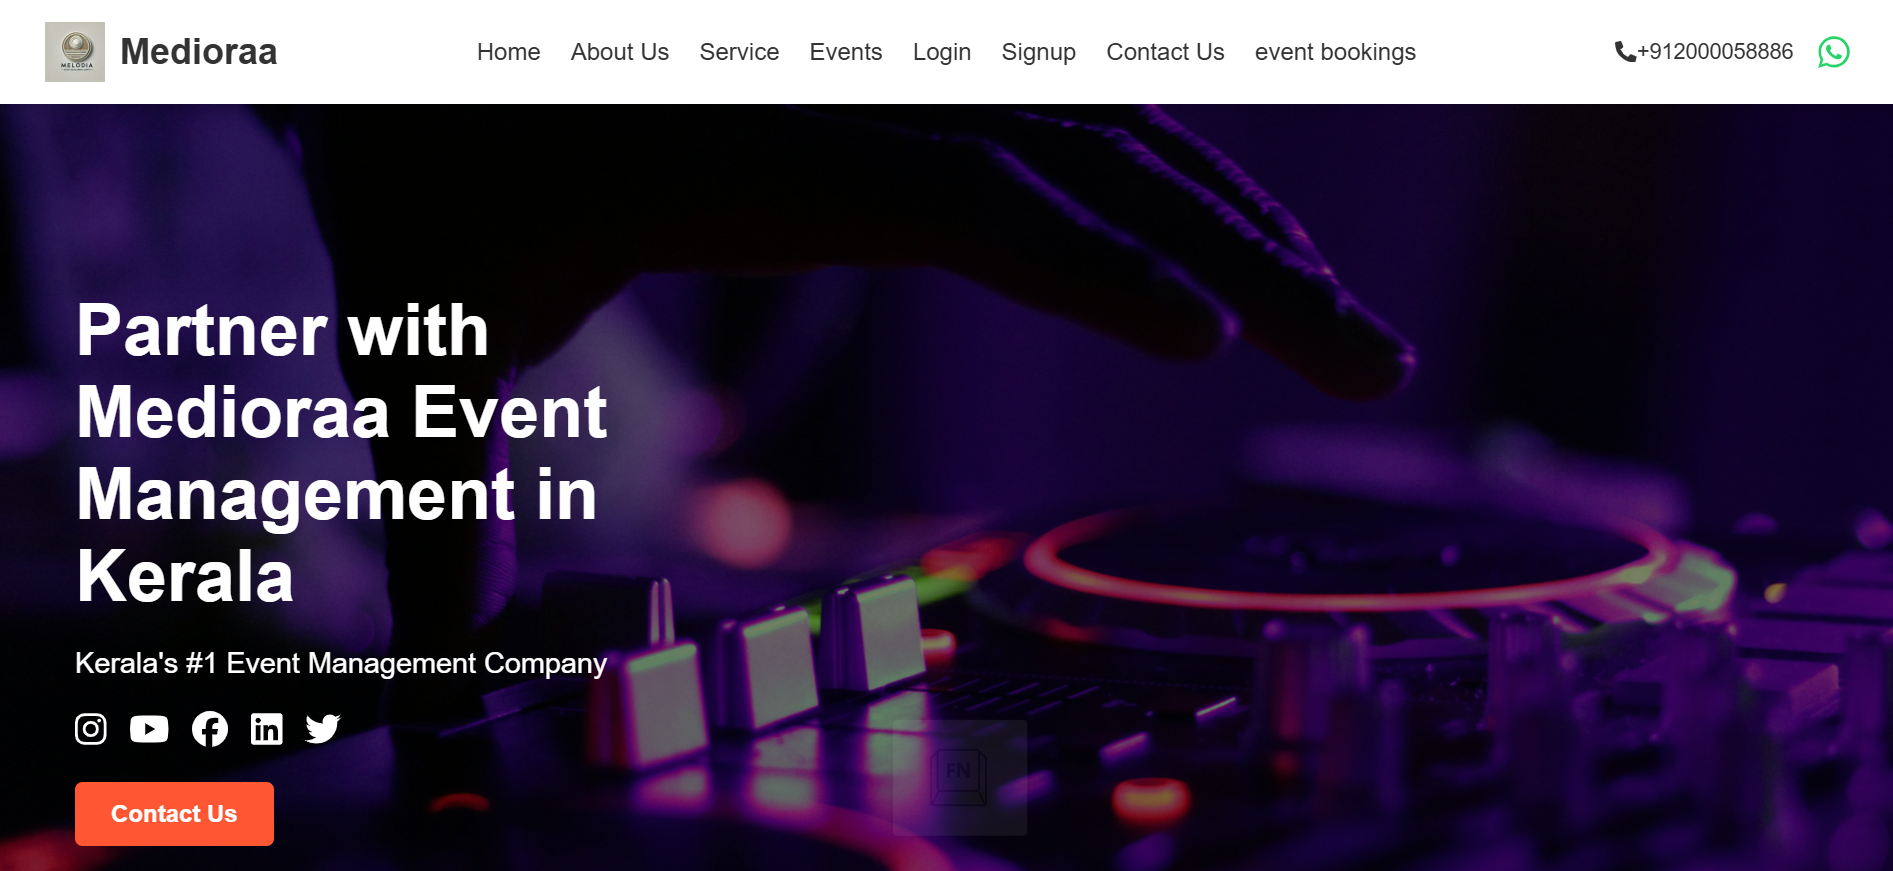 MELODIA
Medioraa
Home About Us Service Events Login Signup Contact Us event bookings
+912000058886
Partner with
Medioraa Event
Management in
Kerala
Kerala's #1 Event Management Company
Contact Us
FN